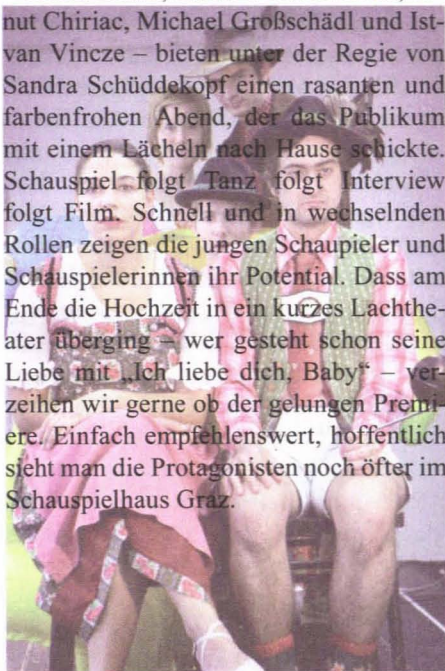 nut Chiriac, Michael Großschädl und Ist-
van Vincze – bieten unter der Regie von
Sandra Schüddekopf einen rasanten und
farbenfrohen Abend, der das Publikum
mit einem Lächeln nach Hause schickte.
Schauspiel folgt Tanz folgt Interview
folgt Film. Schnell und in wechselnden
Rollen zeigen die jungen Schaupieler und
Schauspielerinnen ihr Potential. Dass am
Ende die Hochzeit in ein kurzes Lachthe-
ater überging – wer gesteht schon seine
Liebe mit „Ich liebe dich, Baby“ – ver-
zeihen wir gerne ob der gelungen Premi-
ere. Einfach empfehlenswert, hoffentlich
sieht man die Protagonisten noch öfter im
Schauspielhaus Graz.